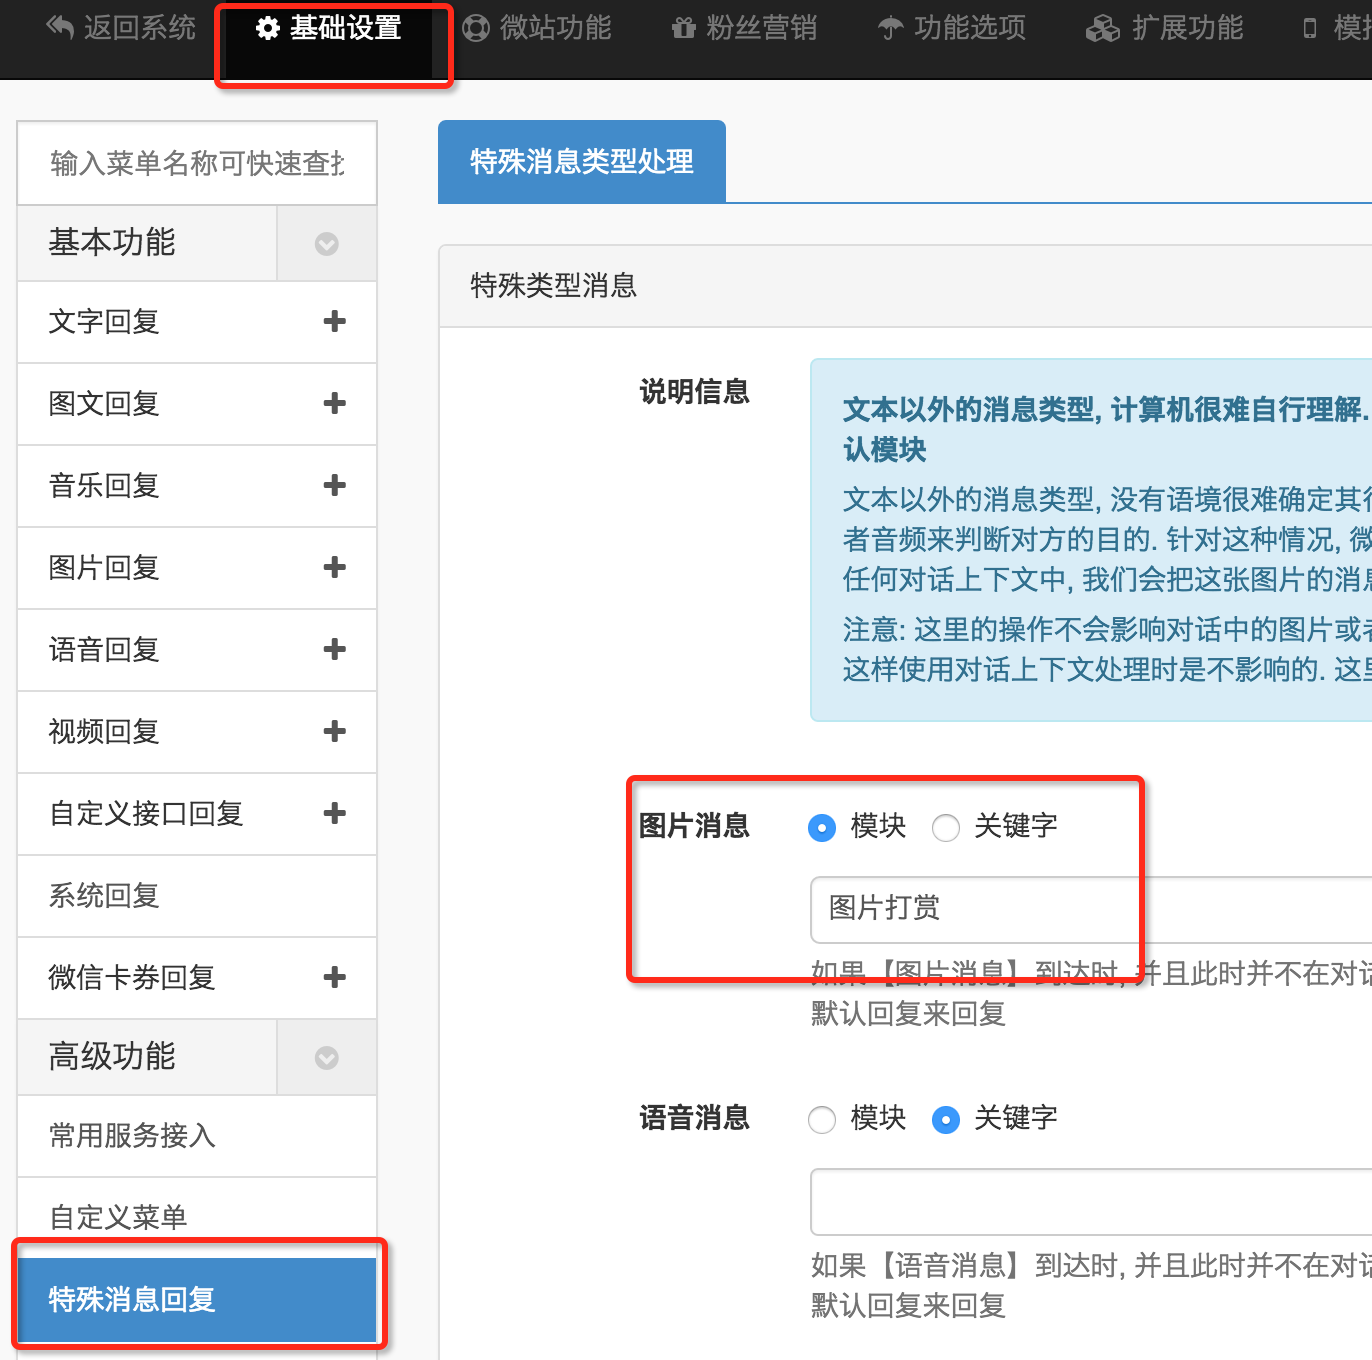 返回系统
基础设置
微站功能
粉丝营销
功能选项
扩展功能
输入菜单名称可快速查
基本功能
文字回复
图文回复
音乐回复
图片回复
语音回复
视频回复
自定义接口回复
系统回复
微信卡券回复
高级功能
常用服务接入
自定义菜单
特殊消息回复
特殊消息类型处理
特殊类型消息
说明信息
文本以外的消息类型, 计算机很难自行理解.
认模块
文本以外的消息类型, 没有语境很难确定其
者音频来判断对方的目的. 针对这种情况, 微
任何对话上下文中, 我们会把这张图片的消
注意: 这里的操作不会影响对话中的图片或
这样使用对话上下文处理时是不影响的. 这
图片消息
模块
关键字
图片打赏
如果【图片消息】到达时, 并且此时并不在对
默认回复来回复
语音消息
模块
关键字
如果【语音消息】到达时, 并且此时并不在对
默认回复来回复